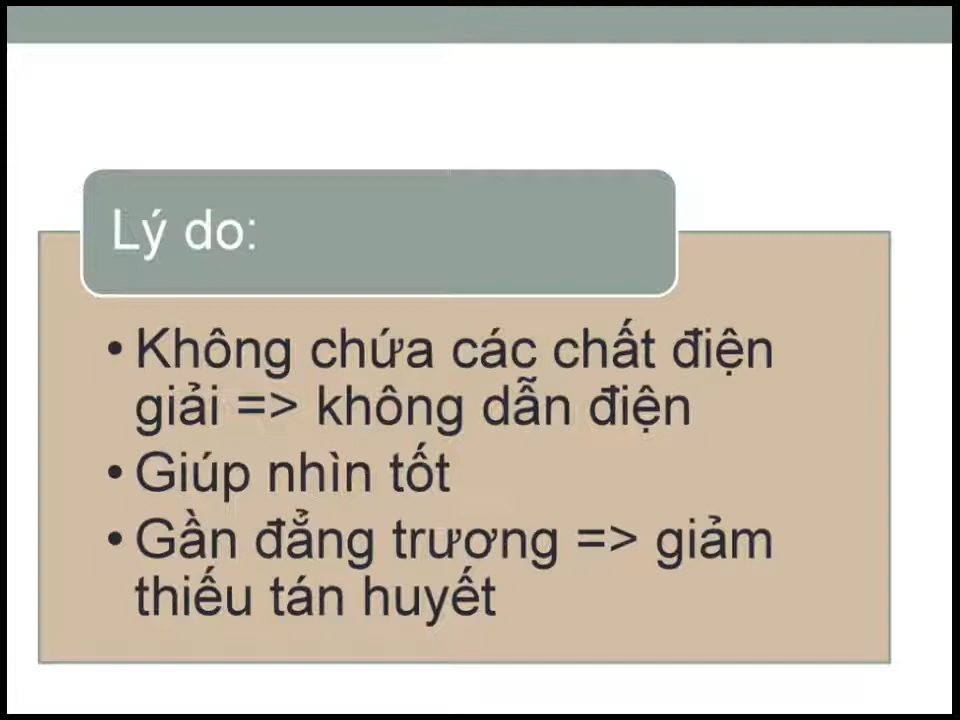 Lý do:
• Không chứa các chất điện
giải => không dẫn điện
• Giúp nhìn tốt
• Gần đẳng trương => giảm
thiếu tán huyết